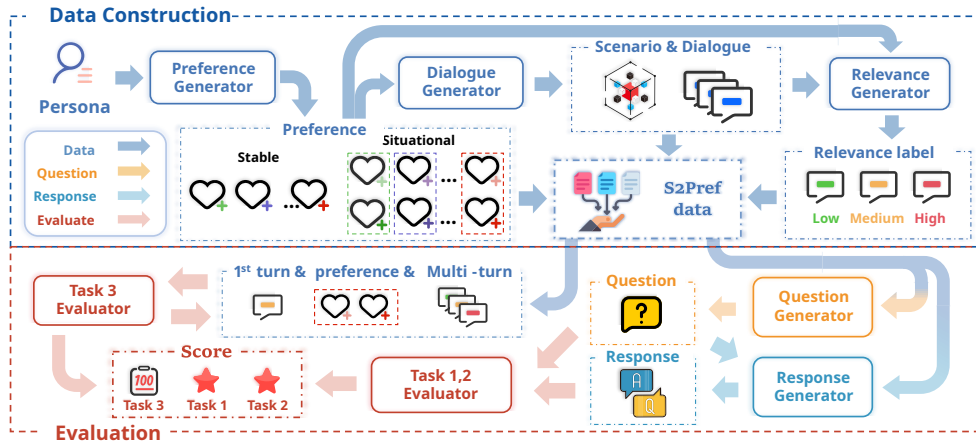 Data Construction
Persona
Preference
Generator
Dialogue
Generator
Scenario & Dialogue
Relevance
Generator
Data
Question
Response
Evaluate
Preference
Stable
Situational
...
...
...
S2Pref
data
Relevance label
Low Medium High
Task 3
Evaluator
1st turn & preference & Multi -turn
Question
?
Question
Generator
Score
100
Task 3 Task 1 Task 2
Task 1,2
Evaluator
Response
A
Q
Response
Generator
Evaluation